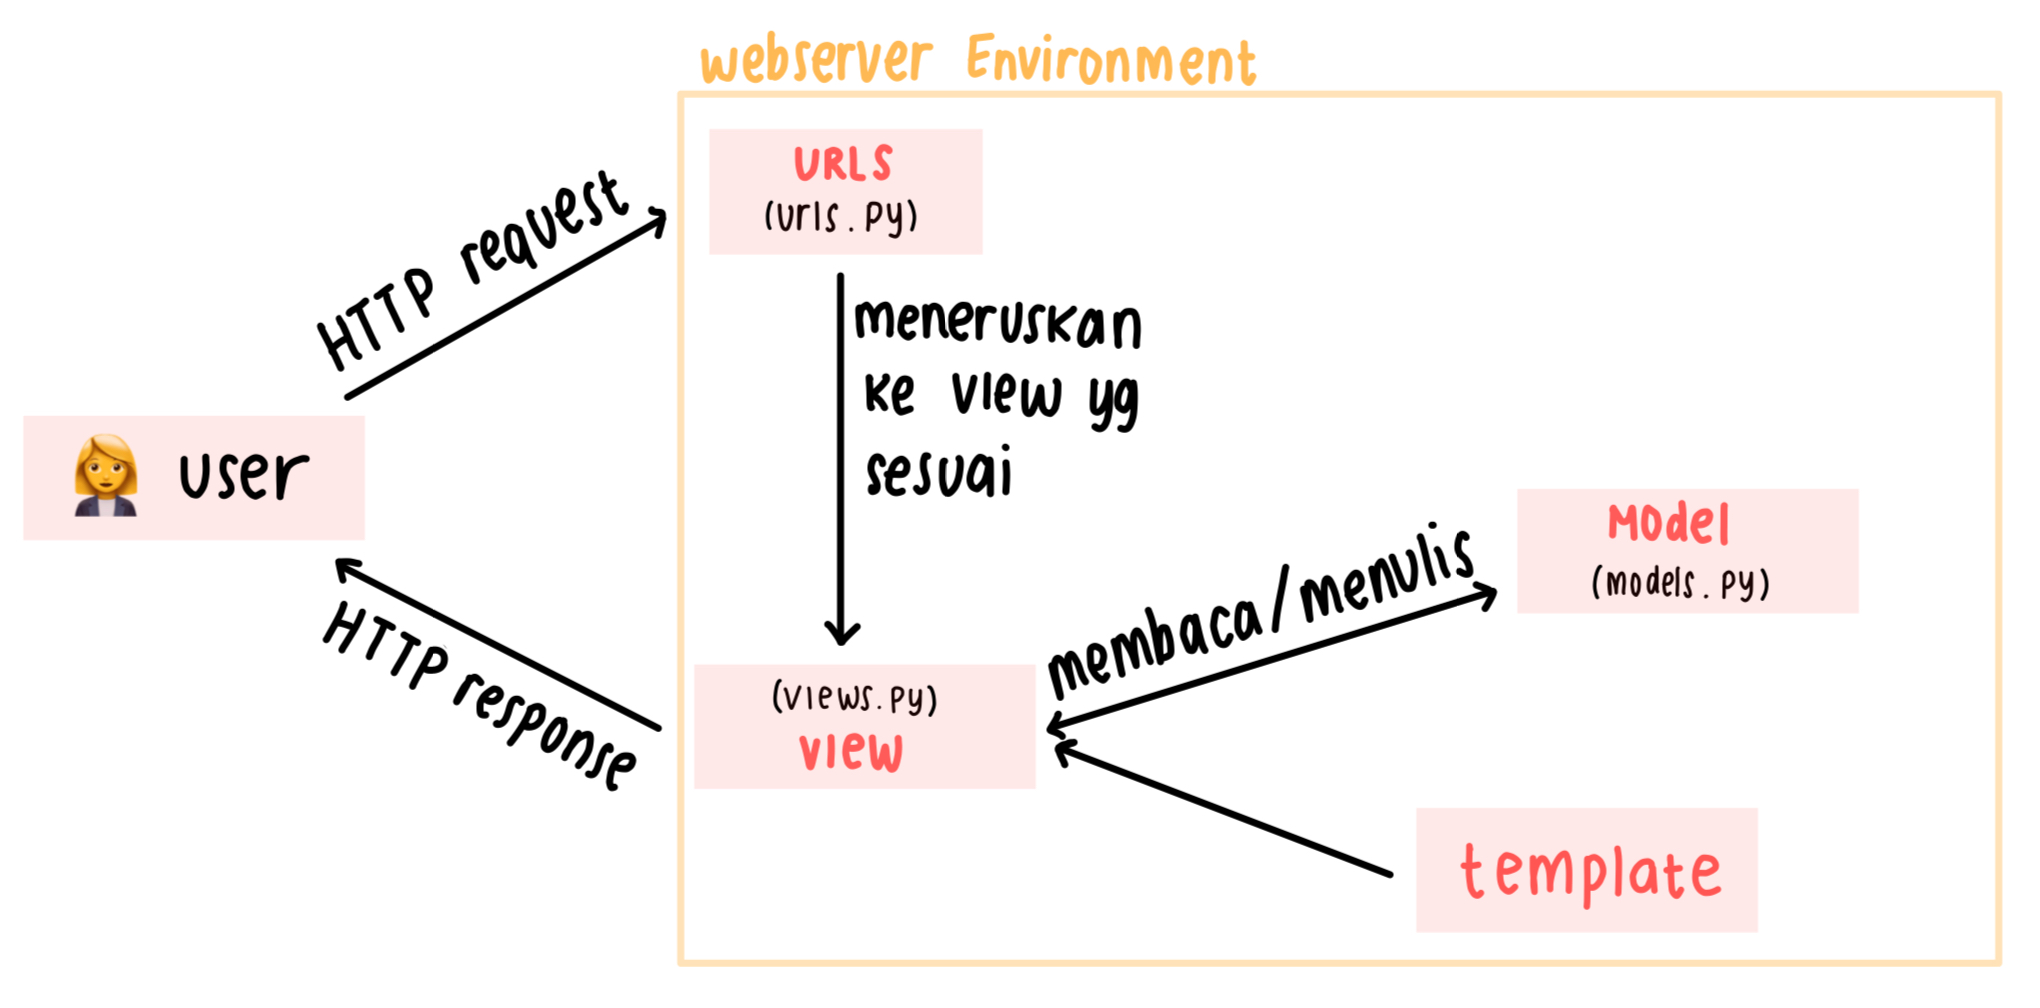 webserver Environment
URLS
(urls.py)
HTTP request
meneruskan
ke view yg
sesuai
user
Model
(models.py)
membaca/menulis
HTTP response
(views.py)
view
template